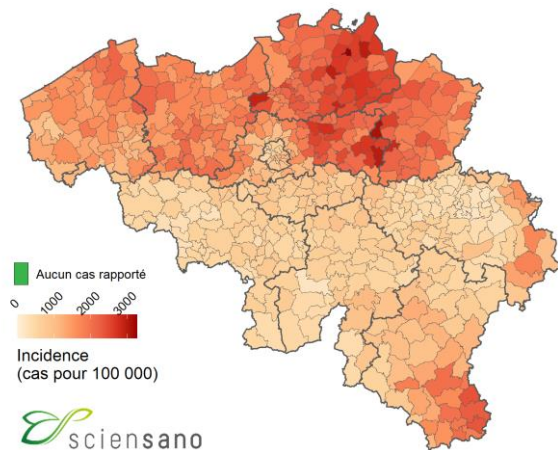 Aucun cas rapporté
0
1000
2000
3000
Incidence
(cas pour 100 000)
sciensano